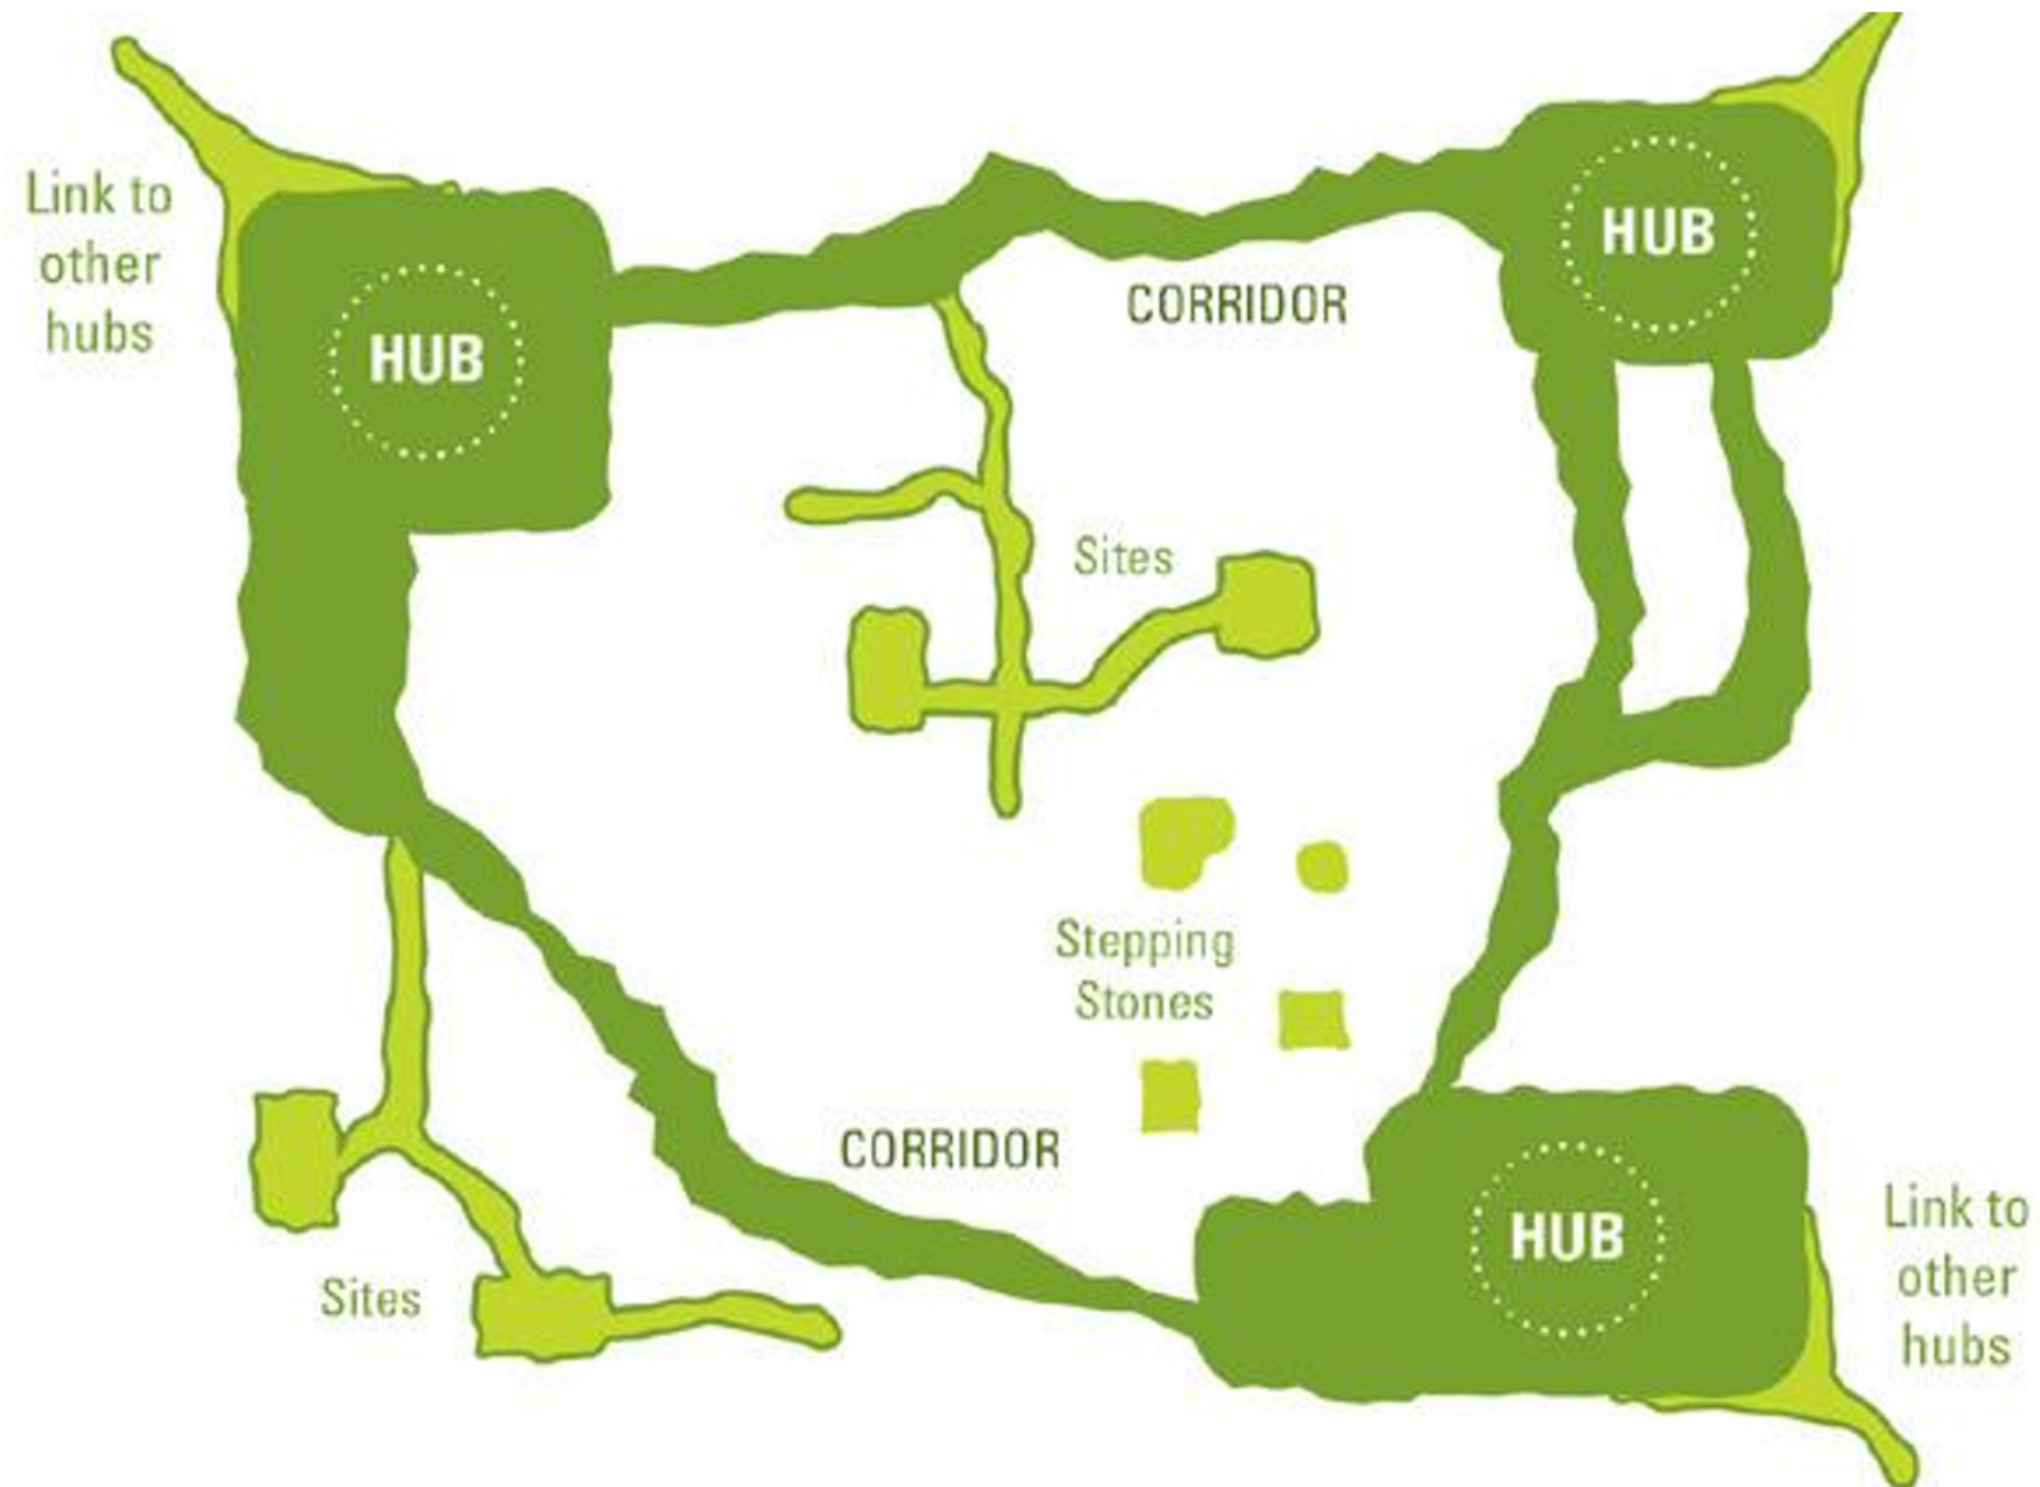 HUB
Link to
other
hubs
HUB
CORRIDOR
Sites
Stepping
Stones
CORRIDOR
Link to
other
hubs
HUB
Sites